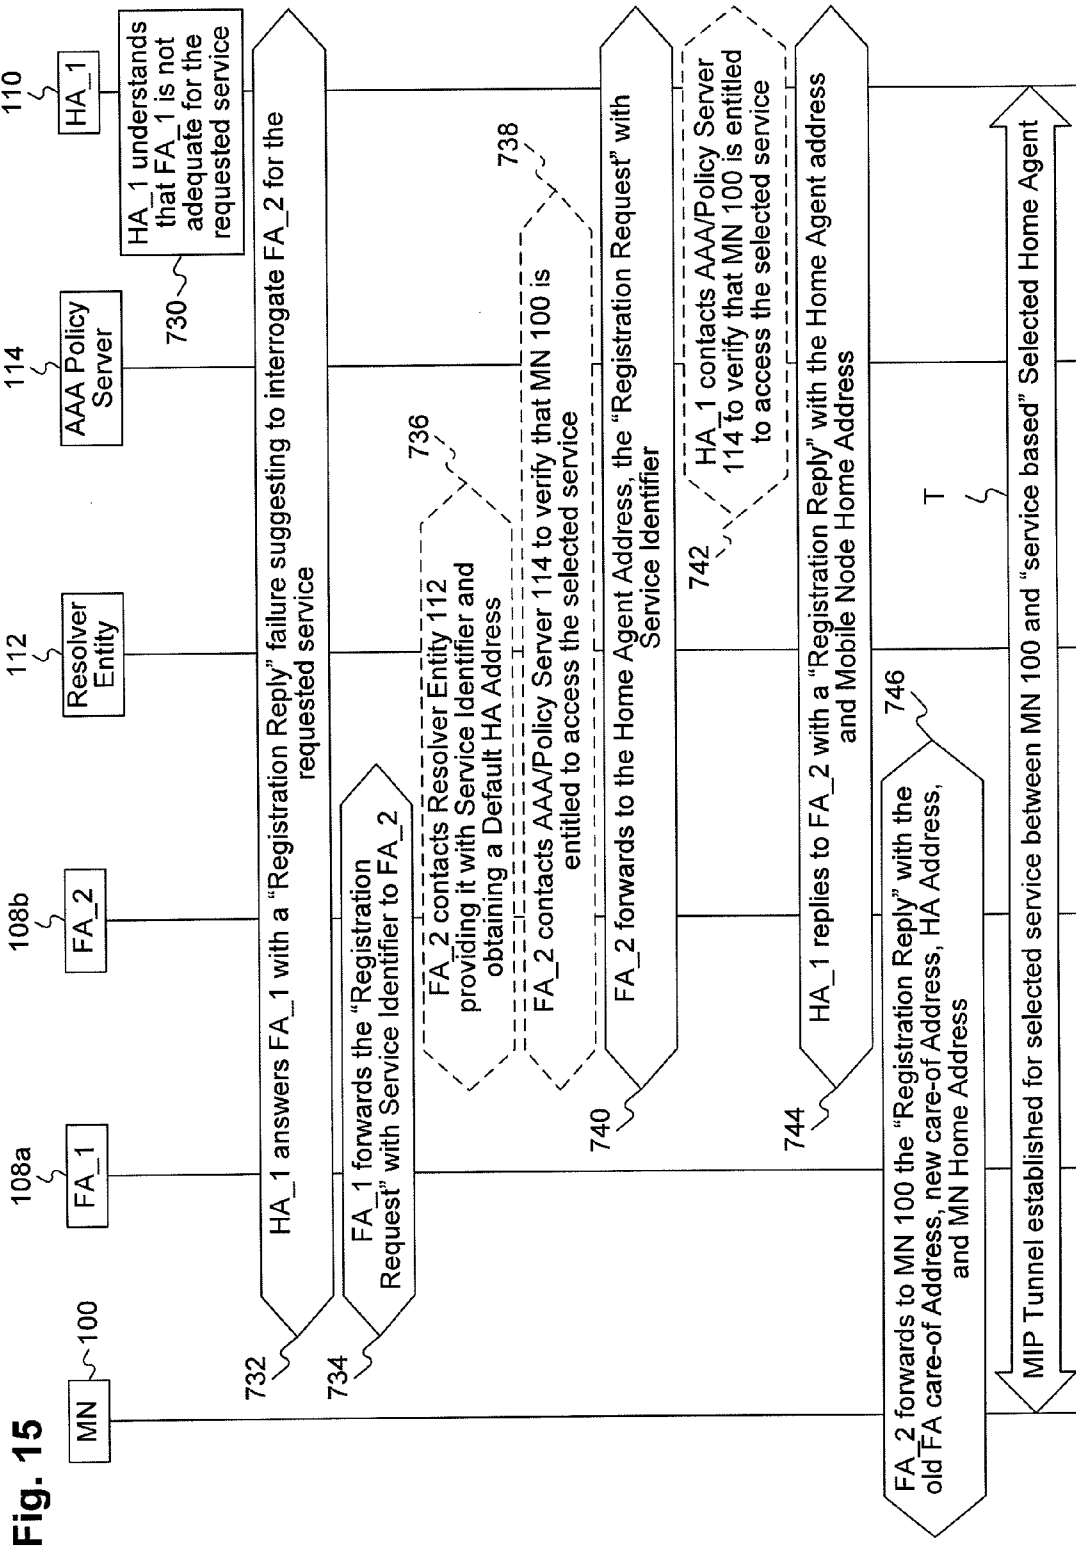 Fig. 15
MN
100
108a
FA_1
108b
FA_2
112
Resolver
Entity
114
AAA Policy
Server
110
HA_1
HA_1 understands
that FA_1 is not
adequate for the
requested service
730
HA_1 answers FA_1 with a “Registration Reply” failure suggesting to interrogate FA_2 for the
requested service
732
FA_1 forwards the “Registration
Request” with Service Identifier to FA_2
734
FA_2 contacts Resolver Entity 112
providing it with Service Identifier and
obtaining a Default HA Address
736
FA_2 contacts AAA/Policy Server 114 to verify that MN 100 is
entitled to access the selected service
738
FA_2 forwards to the Home Agent Address, the “Registration Request” with
Service Identifier
740
HA_1 contacts AAA/Policy Server
114 to verify that MN 100 is entitled
to access the selected service
742
HA_1 replies to FA_2 with a “Registration Reply” with the Home Agent address
and Mobile Node Home Address
744
FA_2 forwards to MN 100 the “Registration Reply” with the
old FA care-of Address, new care-of Address, HA Address,
and MN Home Address
746
T
MIP Tunnel established for selected service between MN 100 and “service based” Selected Home Agent